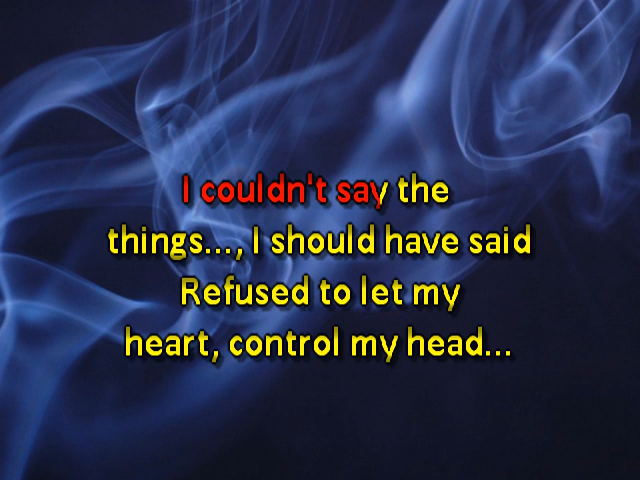 I couldn't say the
things..., I should have said
Refused to let my
heart, control my head...